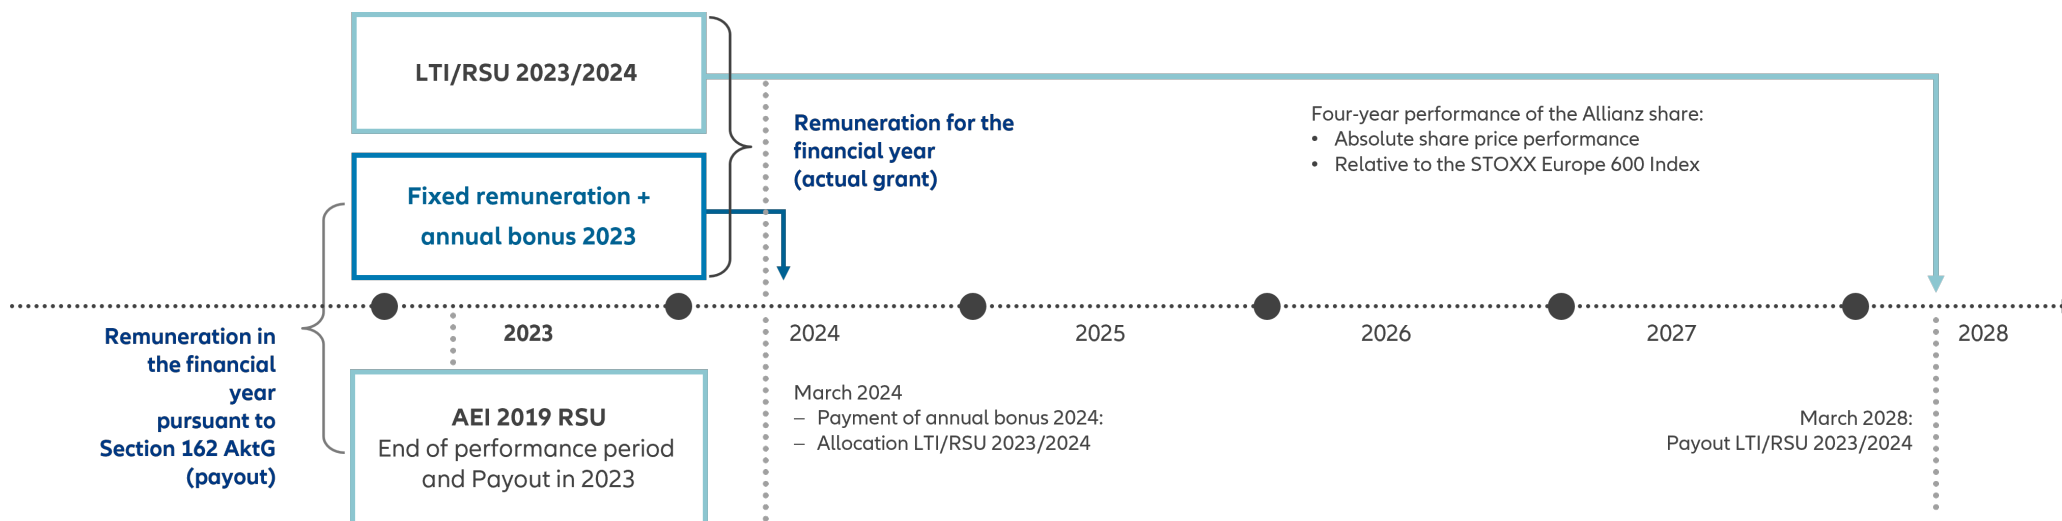 LTI/RSU 2023/2024
Remuneration for the
financial year
(actual grant)
Four-year performance of the Allianz share:
• Absolute share price performance
• Relative to the STOXX Europe 600 Index
Fixed remuneration +
annual bonus 2023
2023
2024
2025
2026
2027
2028
Remuneration in
the financial
year
pursuant to
Section 162 AktG
(payout)
AEI 2019 RSU
End of performance period
and Payout in 2023
March 2024
– Payment of annual bonus 2024:
– Allocation LTI/RSU 2023/2024
March 2028:
Payout LTI/RSU 2023/2024